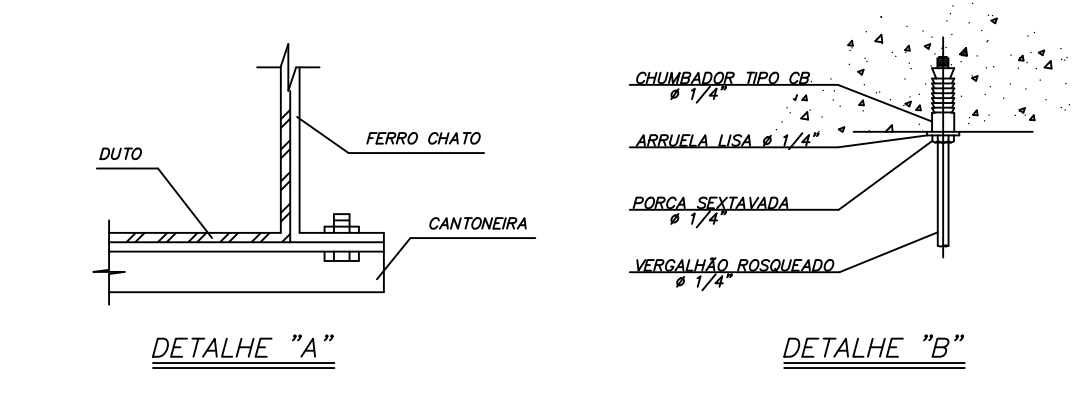 DUTO
FERRO CHATO
CANTONEIRA
DETALHE "A"
CHUMBADOR TIPO CB
ø 1/4"
ARRUELA LISA ø 1/4"
PORCA SEXTAVADA
ø 1/4"
VERGALHÃO ROSQUEADO
ø 1/4"
DETALHE "B"